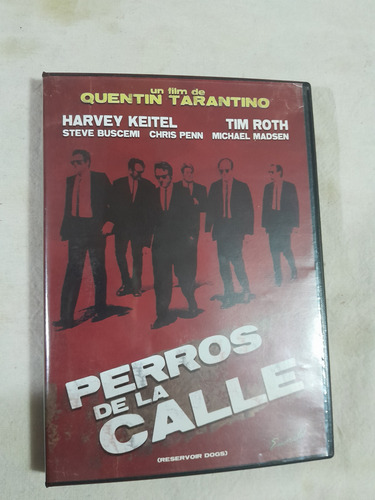 un film de
QUENTIN TARANTINO
HARVEY KEITEL TIM ROTH
STEVE BUSCEMI CHRIS PENN MICHAEL MADSEN
PERROS
DE LA
CALLE
(RESERVOIR DOGS)